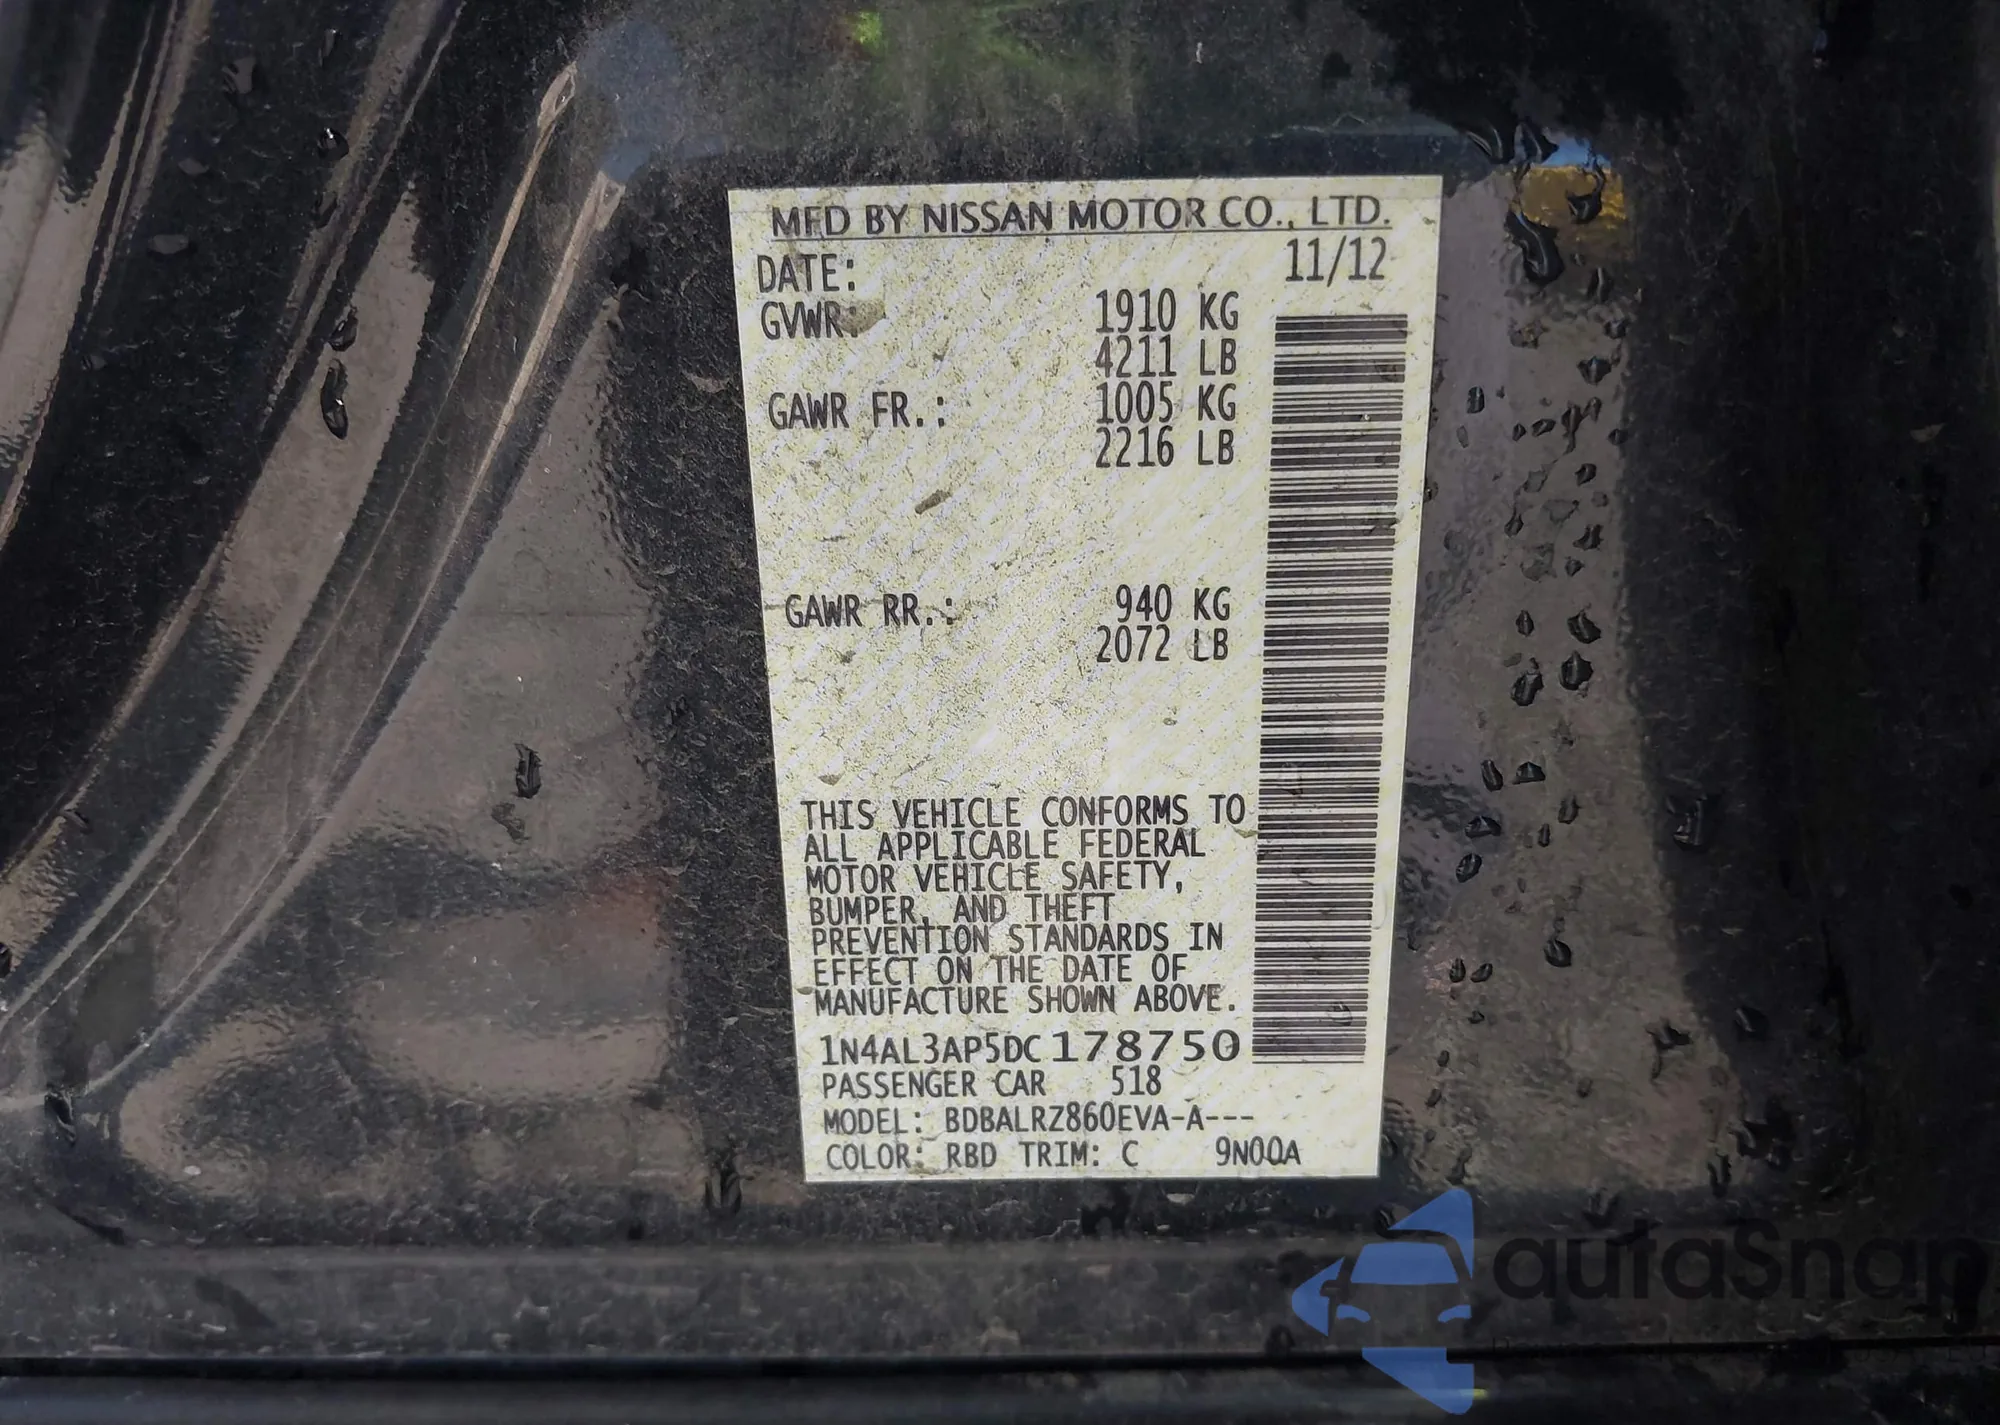 MFD BY NISSAN MOTOR CO., LTD.
DATE: 11/12
GVWR: 1910 KG
4211 LB
GAWR FR.: 1005 KG
2216 LB
GAWR RR.: 940 KG
2072 LB
THIS VEHICLE CONFORMS TO
ALL APPLICABLE FEDERAL
MOTOR VEHICLE SAFETY,
BUMPER, AND THEFT
PREVENTION STANDARDS IN
EFFECT ON THE DATE OF
MANUFACTURE SHOWN ABOVE.
1N4AL3AP5DC178750
PASSENGER CAR 518
MODEL: BDBALRZ860EVA-A---
COLOR: RBD TRIM: C 9N00A
autaSnap